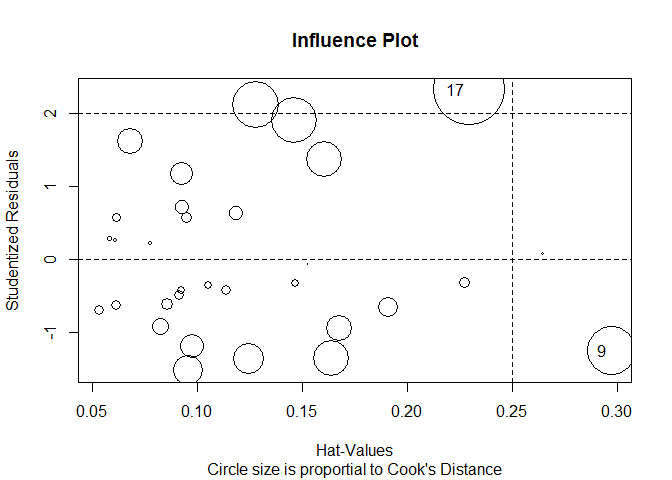 Influence Plot
17
9
Studentized Residuals
2
1
0
-1
0.05 0.10 0.15 0.20 0.25 0.30
Hat-Values
Circle size is proportial to Cook's Distance